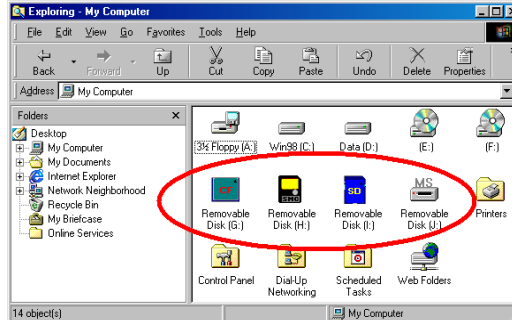 Exploring - My Computer
File Edit View Go Favorites Tools Help
Back Forward Up Cut Copy Paste Undo Delete Properties
Address My Computer
Folders x
Desktop
My Computer
My Documents
Internet Explorer
Network Neighborhood
Recycle Bin
My Briefcase
Online Services
3½ Floppy (A:) Win98 (C:) Data (D:) (E:) (F:)
CF SMC SD MS
Removable Disk (G:) Removable Disk (H:) Removable Disk (I:) Removable Disk (J:) Printers
Control Panel Dial-Up Networking Scheduled Tasks Web Folders
14 object(s) My Computer